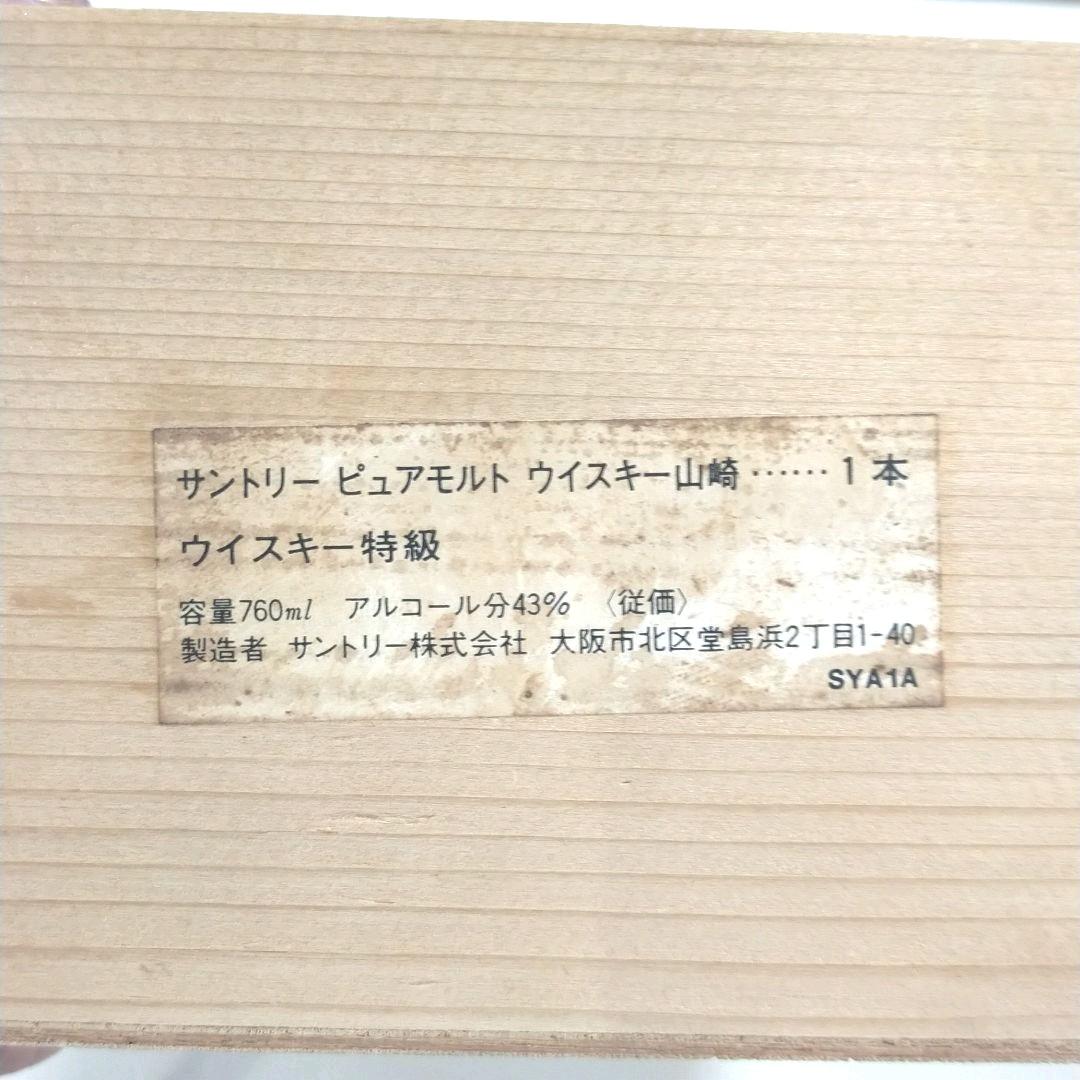 サントリー ピュアモルト ウイスキー山崎……1本
ウイスキー特級
容量760ml アルコール分43% 〈従価〉
製造者 サントリー株式会社 大阪市北区堂島浜2丁目1-40
SYA1A